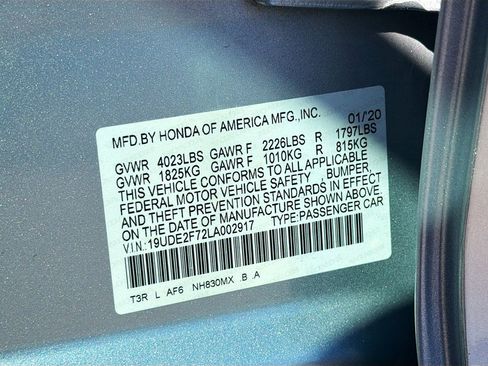 MFD.BY HONDA OF AMERICA MFG.,INC. 01/'20
GVWR 4023LBS GAWR F 2226LBS R 1797LBS
GVWR 1825KG GAWR F 1010KG R 815KG
THIS VEHICLE CONFORMS TO ALL APPLICABLE
FEDERAL MOTOR VEHICLE SAFETY , BUMPER,
AND THEFT PREVENTION STANDARDS IN EFFECT
ON THE DATE OF MANUFACTURE SHOWN ABOVE.
VIN:19UDE2F72LA002917 TYPE:PASSENGER CAR
T3R L AF6 NH830MX .B .A